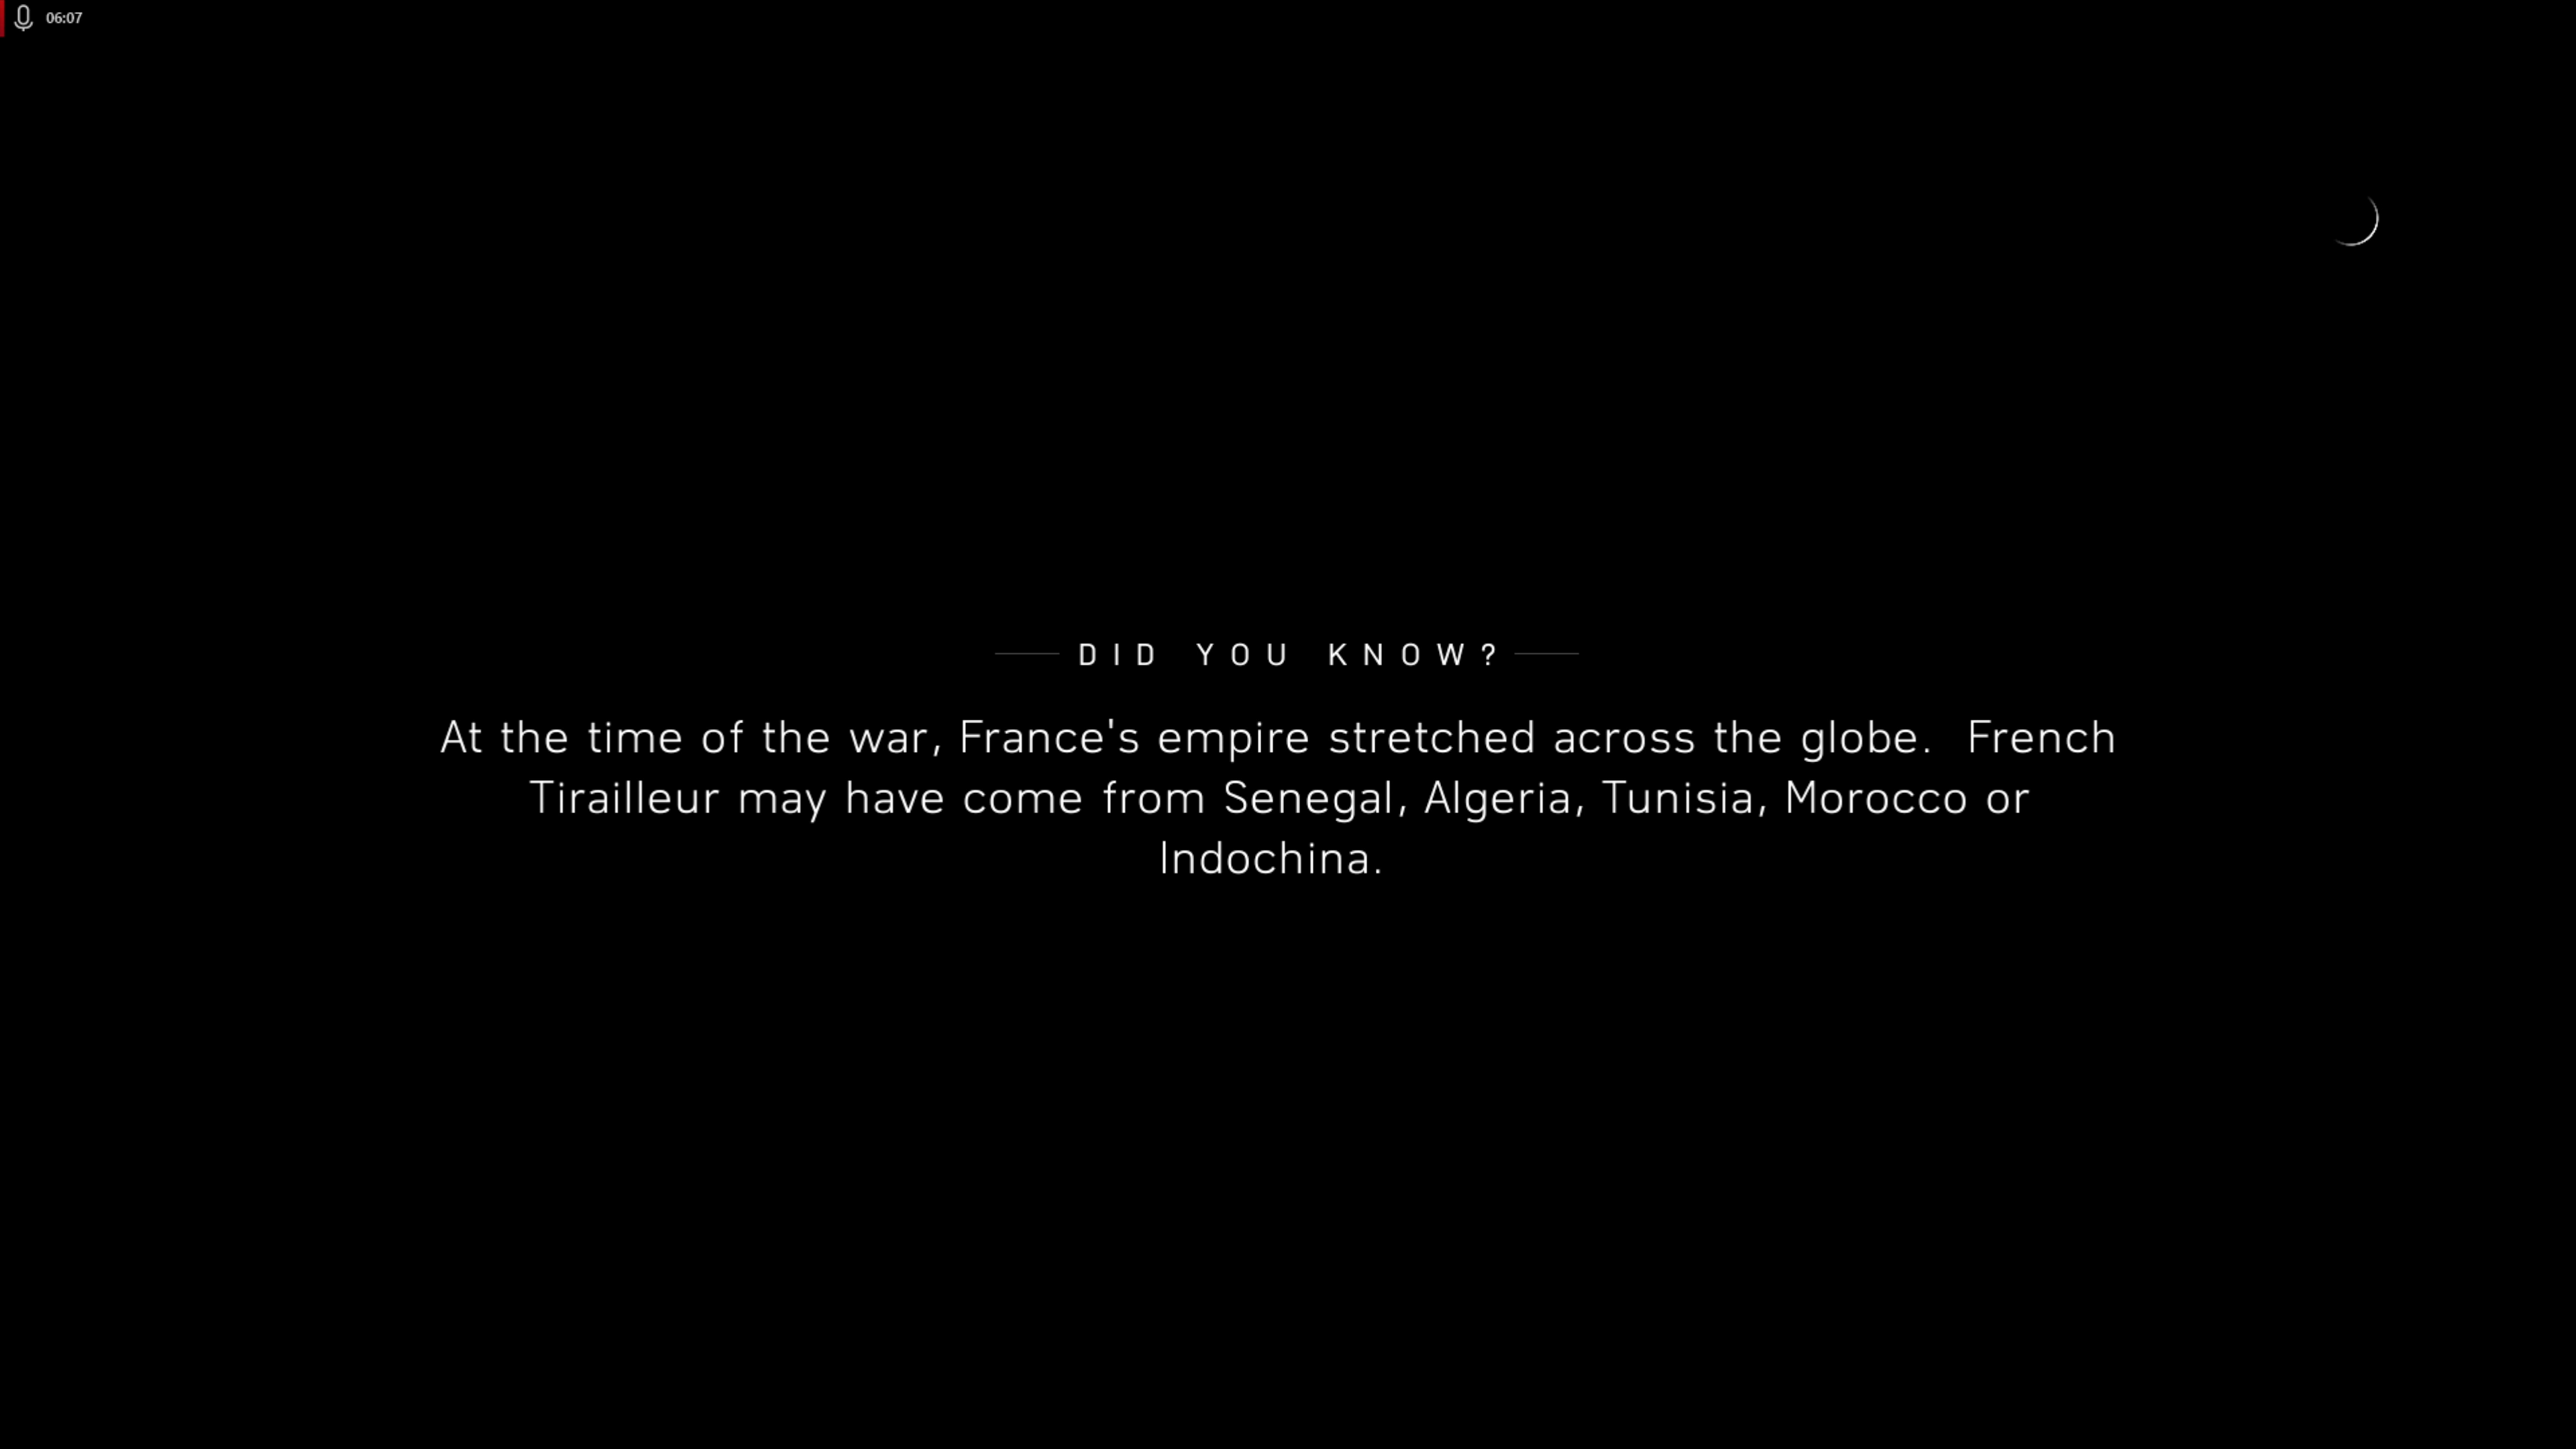 06:07
DID YOU KNOW?
At the time of the war, France's empire stretched across the globe.  French
Tirailleur may have come from Senegal, Algeria, Tunisia, Morocco or
Indochina.